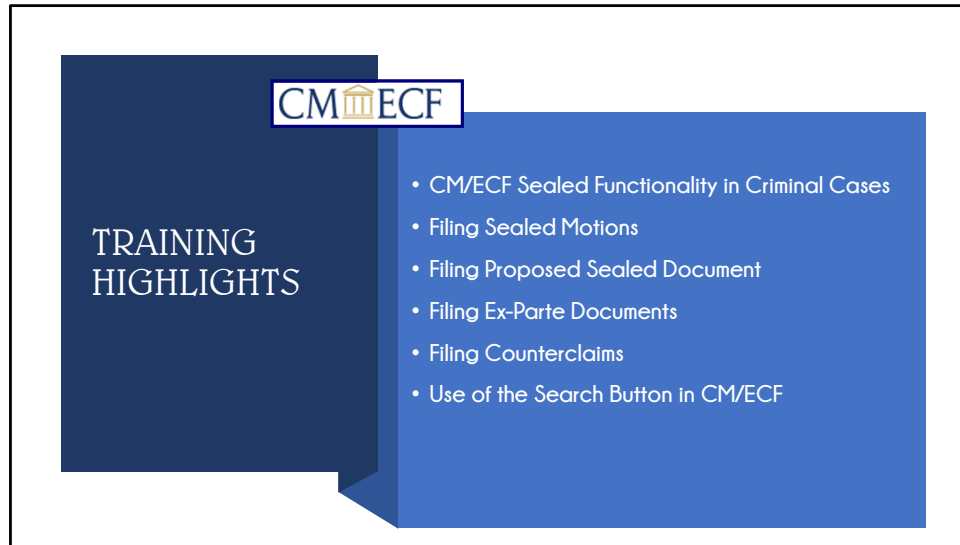 CM ECF
TRAINING
HIGHLIGHTS
• CM/ECF Sealed Functionality in Criminal Cases
• Filing Sealed Motions
• Filing Proposed Sealed Document
• Filing Ex-Parte Documents
• Filing Counterclaims
• Use of the Search Button in CM/ECF